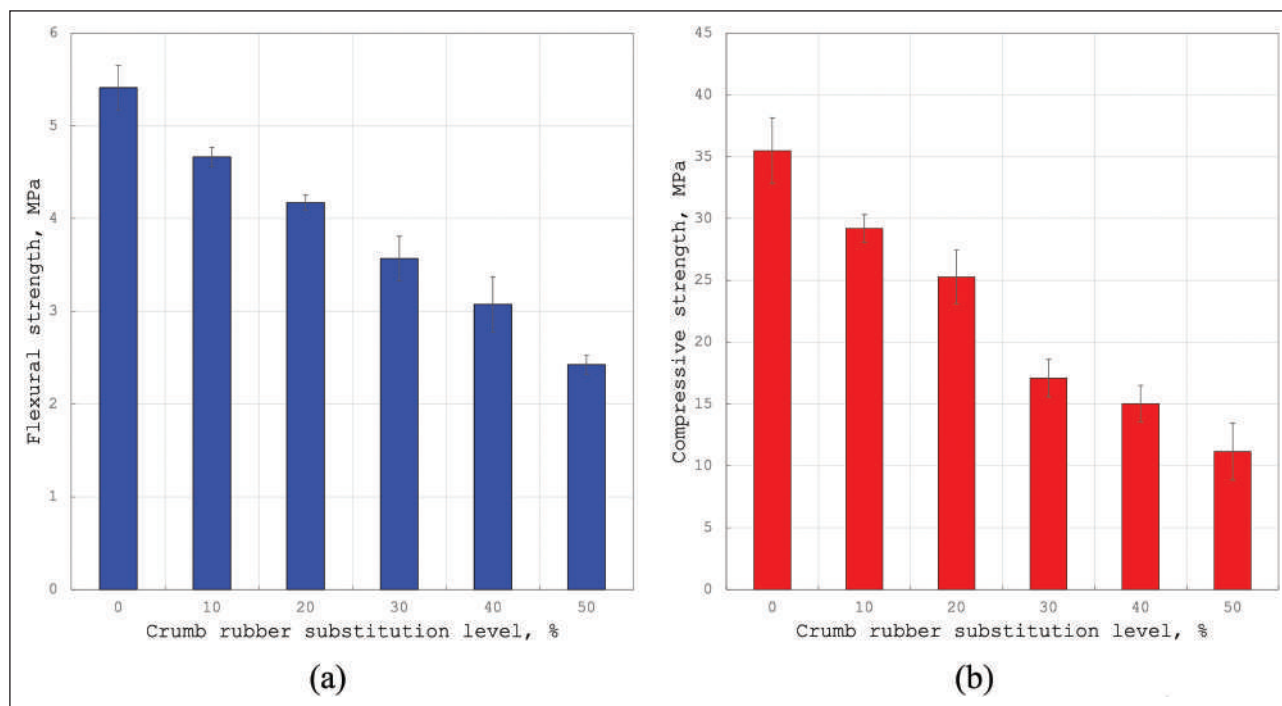 6
5
4
3
2
1
0
Flexural strength, MPa
0 10 20 30 40 50
Crumb rubber substitution level, %
(a)
45
40
35
30
25
20
15
10
5
0
Compressive strength, MPa
0 10 20 30 40 50
Crumb rubber substitution level, %
(b)